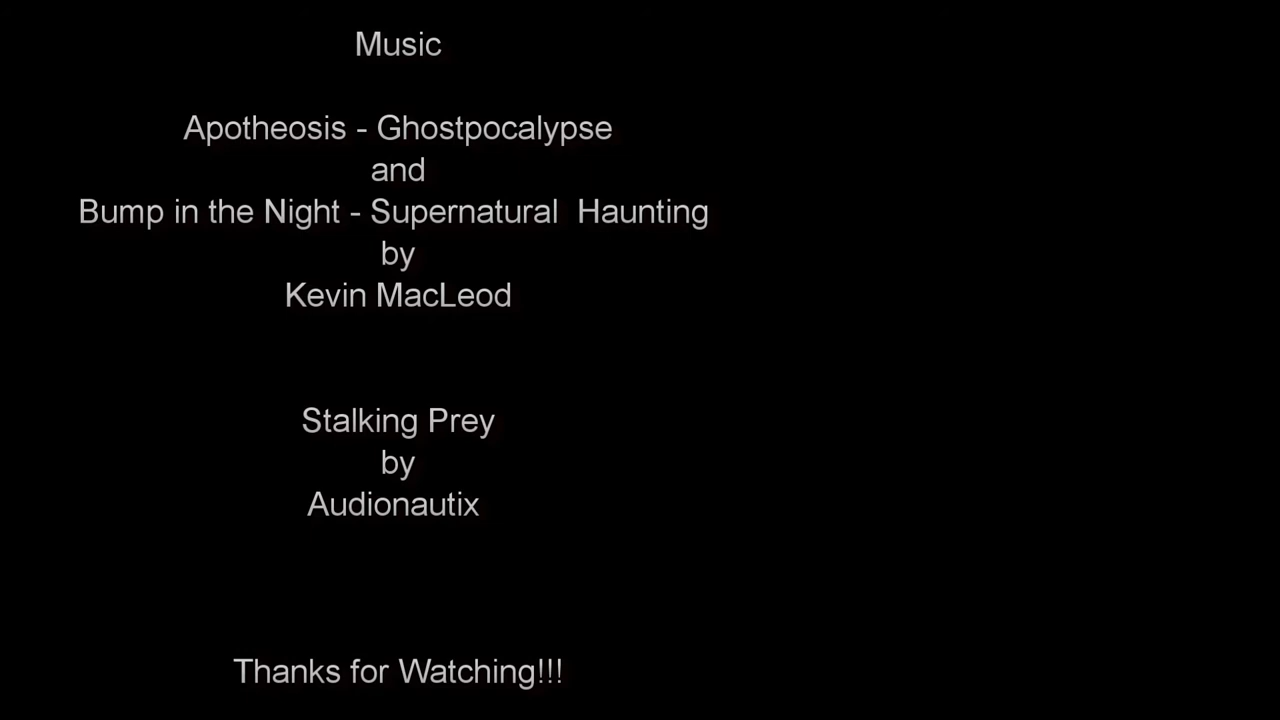 Music
Apotheosis - Ghostpocalypse
and
Bump in the Night - Supernatural  Haunting
by
Kevin MacLeod
Stalking Prey
by
Audionautix
Thanks for Watching!!!